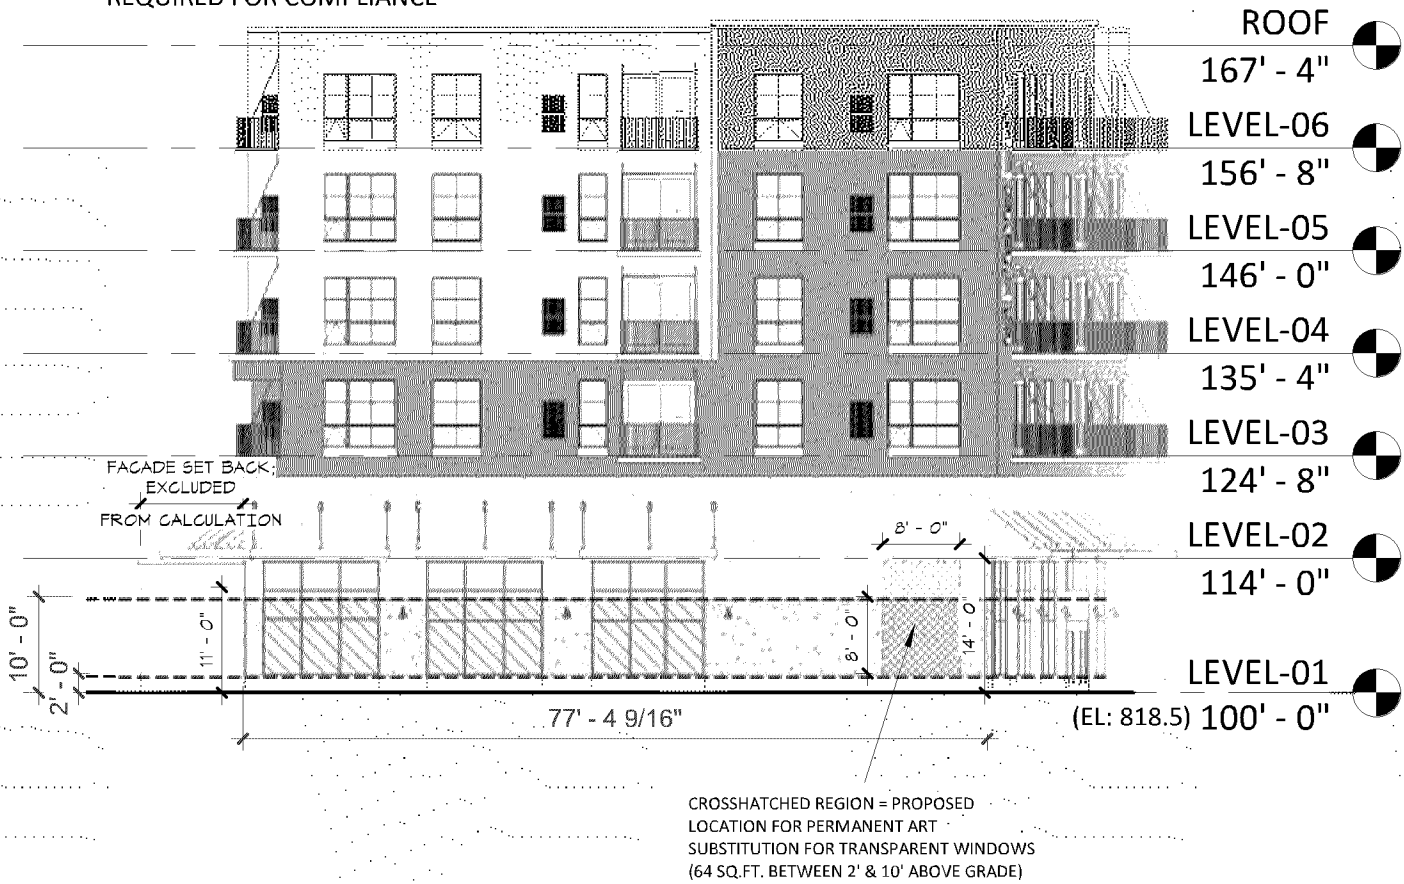 REQUIRED FOR COMPLIANCE
ROOF
167' - 4"
LEVEL-06
156' - 8"
LEVEL-05
146' - 0"
LEVEL-04
135' - 4"
LEVEL-03
124' - 8"
FACADE SET BACK,
EXCLUDED
FROM CALCULATION
8' - 0"
LEVEL-02
114' - 0"
10' - 0"
2' - 0"
11' - 0"
8' - 0"
14' - 0
LEVEL-01
(EL: 818.5) 100' - 0"
77' - 4 9/16"
CROSSHATCHED REGION = PROPOSED
LOCATION FOR PERMANENT ART
SUBSTITUTION FOR TRANSPARENT WINDOWS
(64 SQ.FT. BETWEEN 2' & 10' ABOVE GRADE)